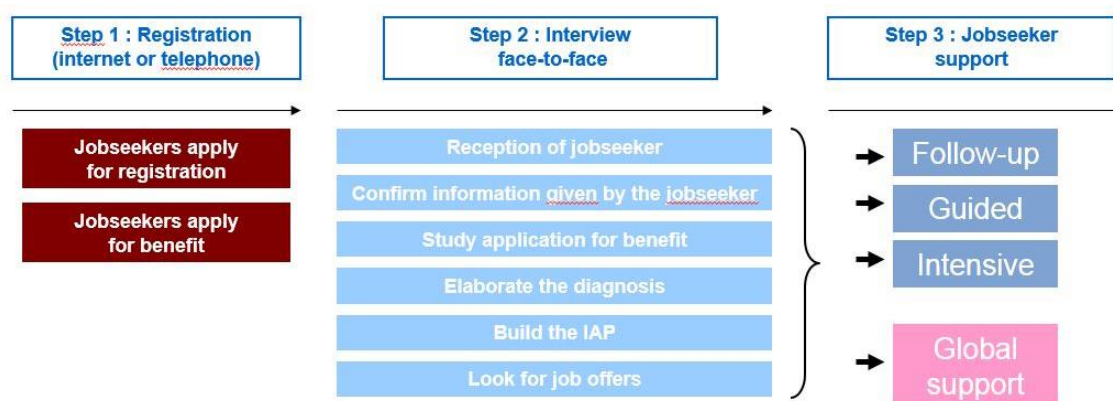 Step 1 : Registration
(internet or telephone)
Step 2 : Interview
face-to-face
Step 3 : Jobseeker
support
Jobseekers apply
for registration
Jobseekers apply
for benefit
Reception of jobseeker
Confirm information given by the jobseeker
Study application for benefit
Elaborate the diagnosis
Build the IAP
Look for job offers
Follow-up
Guided
Intensive
Global
support